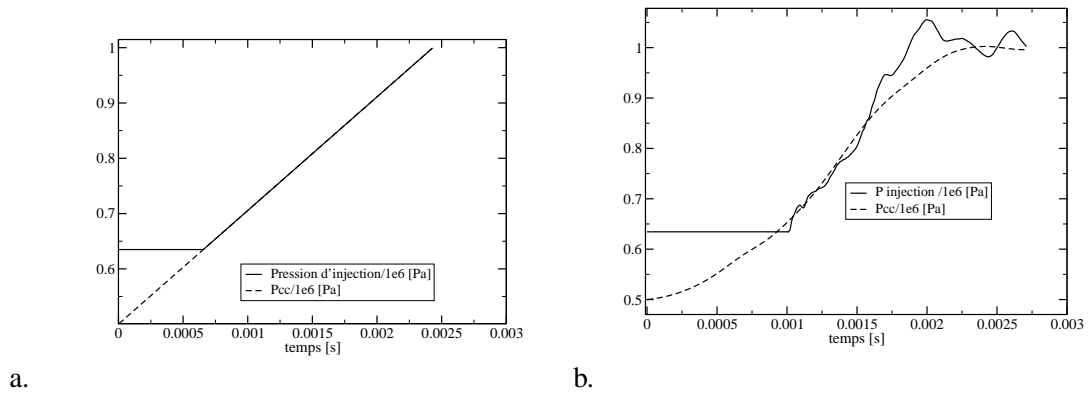 1
0.9
0.8
0.7
0.6
0 0.0005 0.001 0.0015 0.002 0.0025 0.003
temps [s]
Pression d'injection/1e6 [Pa]
Pcc/1e6 [Pa]
a.
1
0.9
0.8
0.7
0.6
0.5
0 0.0005 0.001 0.0015 0.002 0.0025 0.003
temps [s]
P injection /1e6 [Pa]
Pcc/1e6 [Pa]
b.